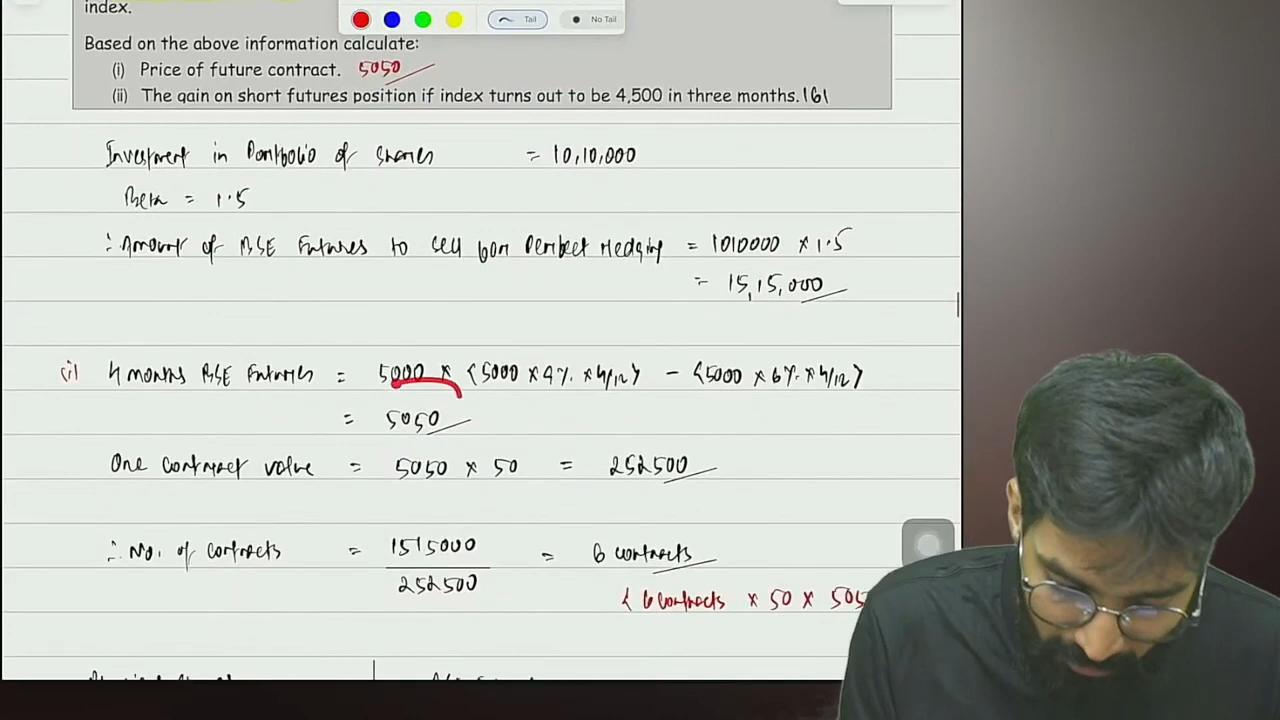 index.
Tail
No Tail
Based on the above information calculate:
(i) Price of future contract. 5050
(ii) The gain on short futures position if index turns out to be 4,500 in three months. 161
Investment in Portfolio of shares = 10,10,000
Beta = 1.5
∴ Amount of BSE Futures to sell for Perfect Hedging = 1010000 × 1.5
= 15,15,000
(i) 4 months BSE Futures = 5000 × {5000 × 9% × 4/12} - {5000 × 6% × 4/12}
= 5050
One contract value = 5050 × 50 = 252500
∴ No. of contracts = 1515000 / 252500 = 6 contracts
{ 6 contracts × 50 × 505